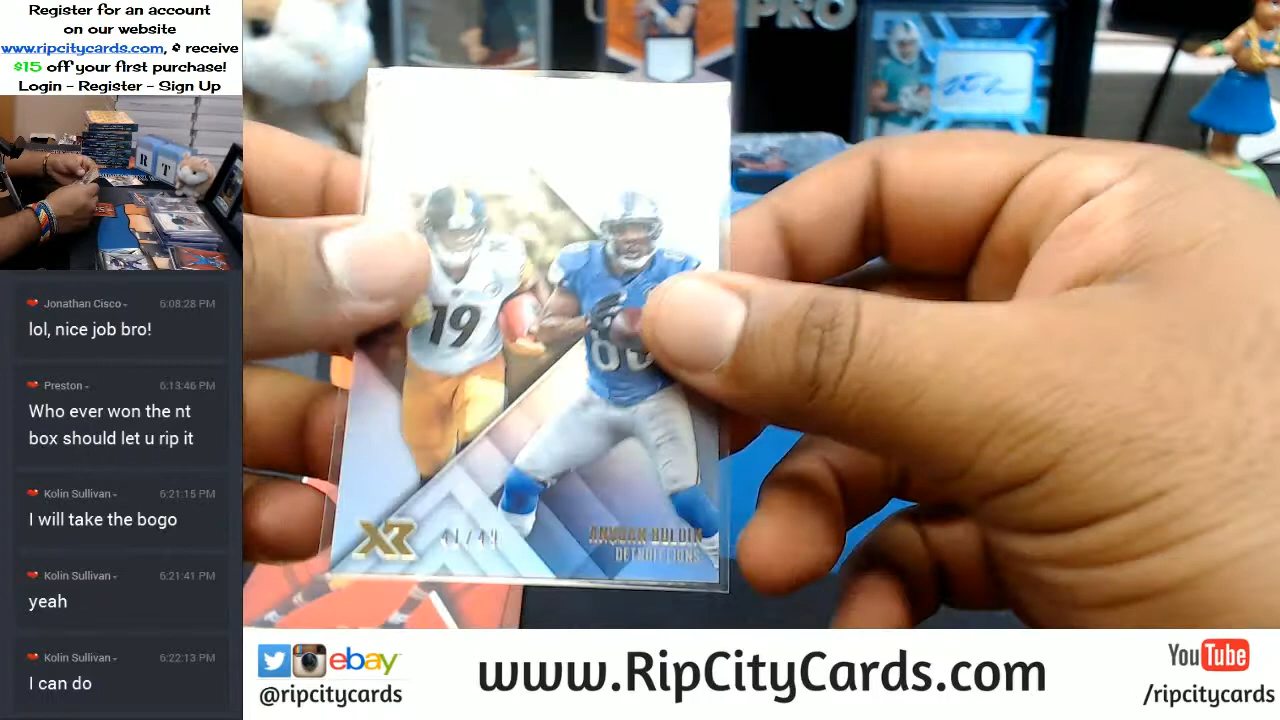 Register for an account
on our website
www.ripcitycards.com, & receive
$15 off your first purchase!
Login - Register - Sign Up
R T
Jonathan Cisco
6:08:28 PM
lol, nice job bro!
Preston
6:13:46 PM
Who ever won the nt
box should let u rip it
Kolin Sullivan
6:21:15 PM
I will take the bogo
Kolin Sullivan
6:21:41 PM
yeah
Kolin Sullivan
6:22:13 PM
I can do
PRO
19
XR
41/49
ANQUAN BOLDIN
DETROIT LIONS
ebay
@ripcitycards
www.RipCityCards.com
YouTube
/ripcitycards